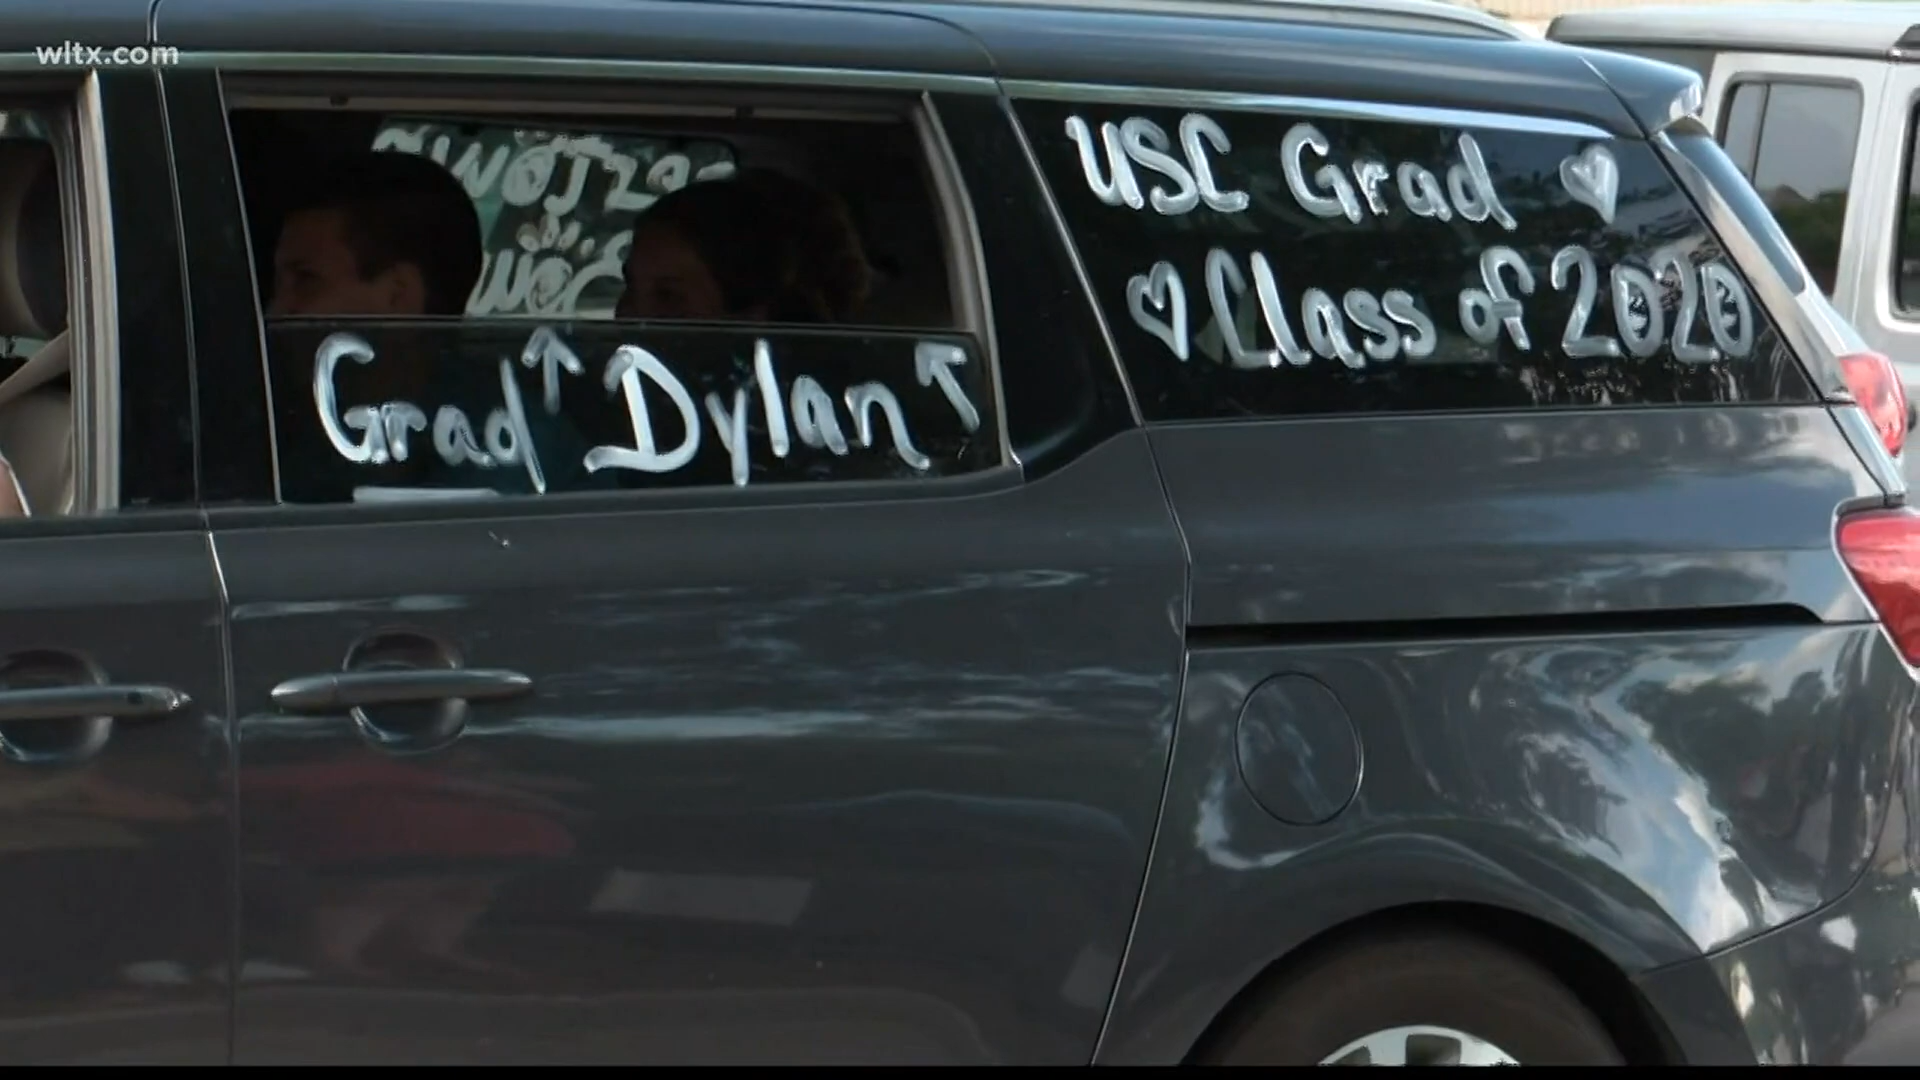 wltx.com
USC Grad ♡
♡ Class of 2020
Grad↑ Dylan↑